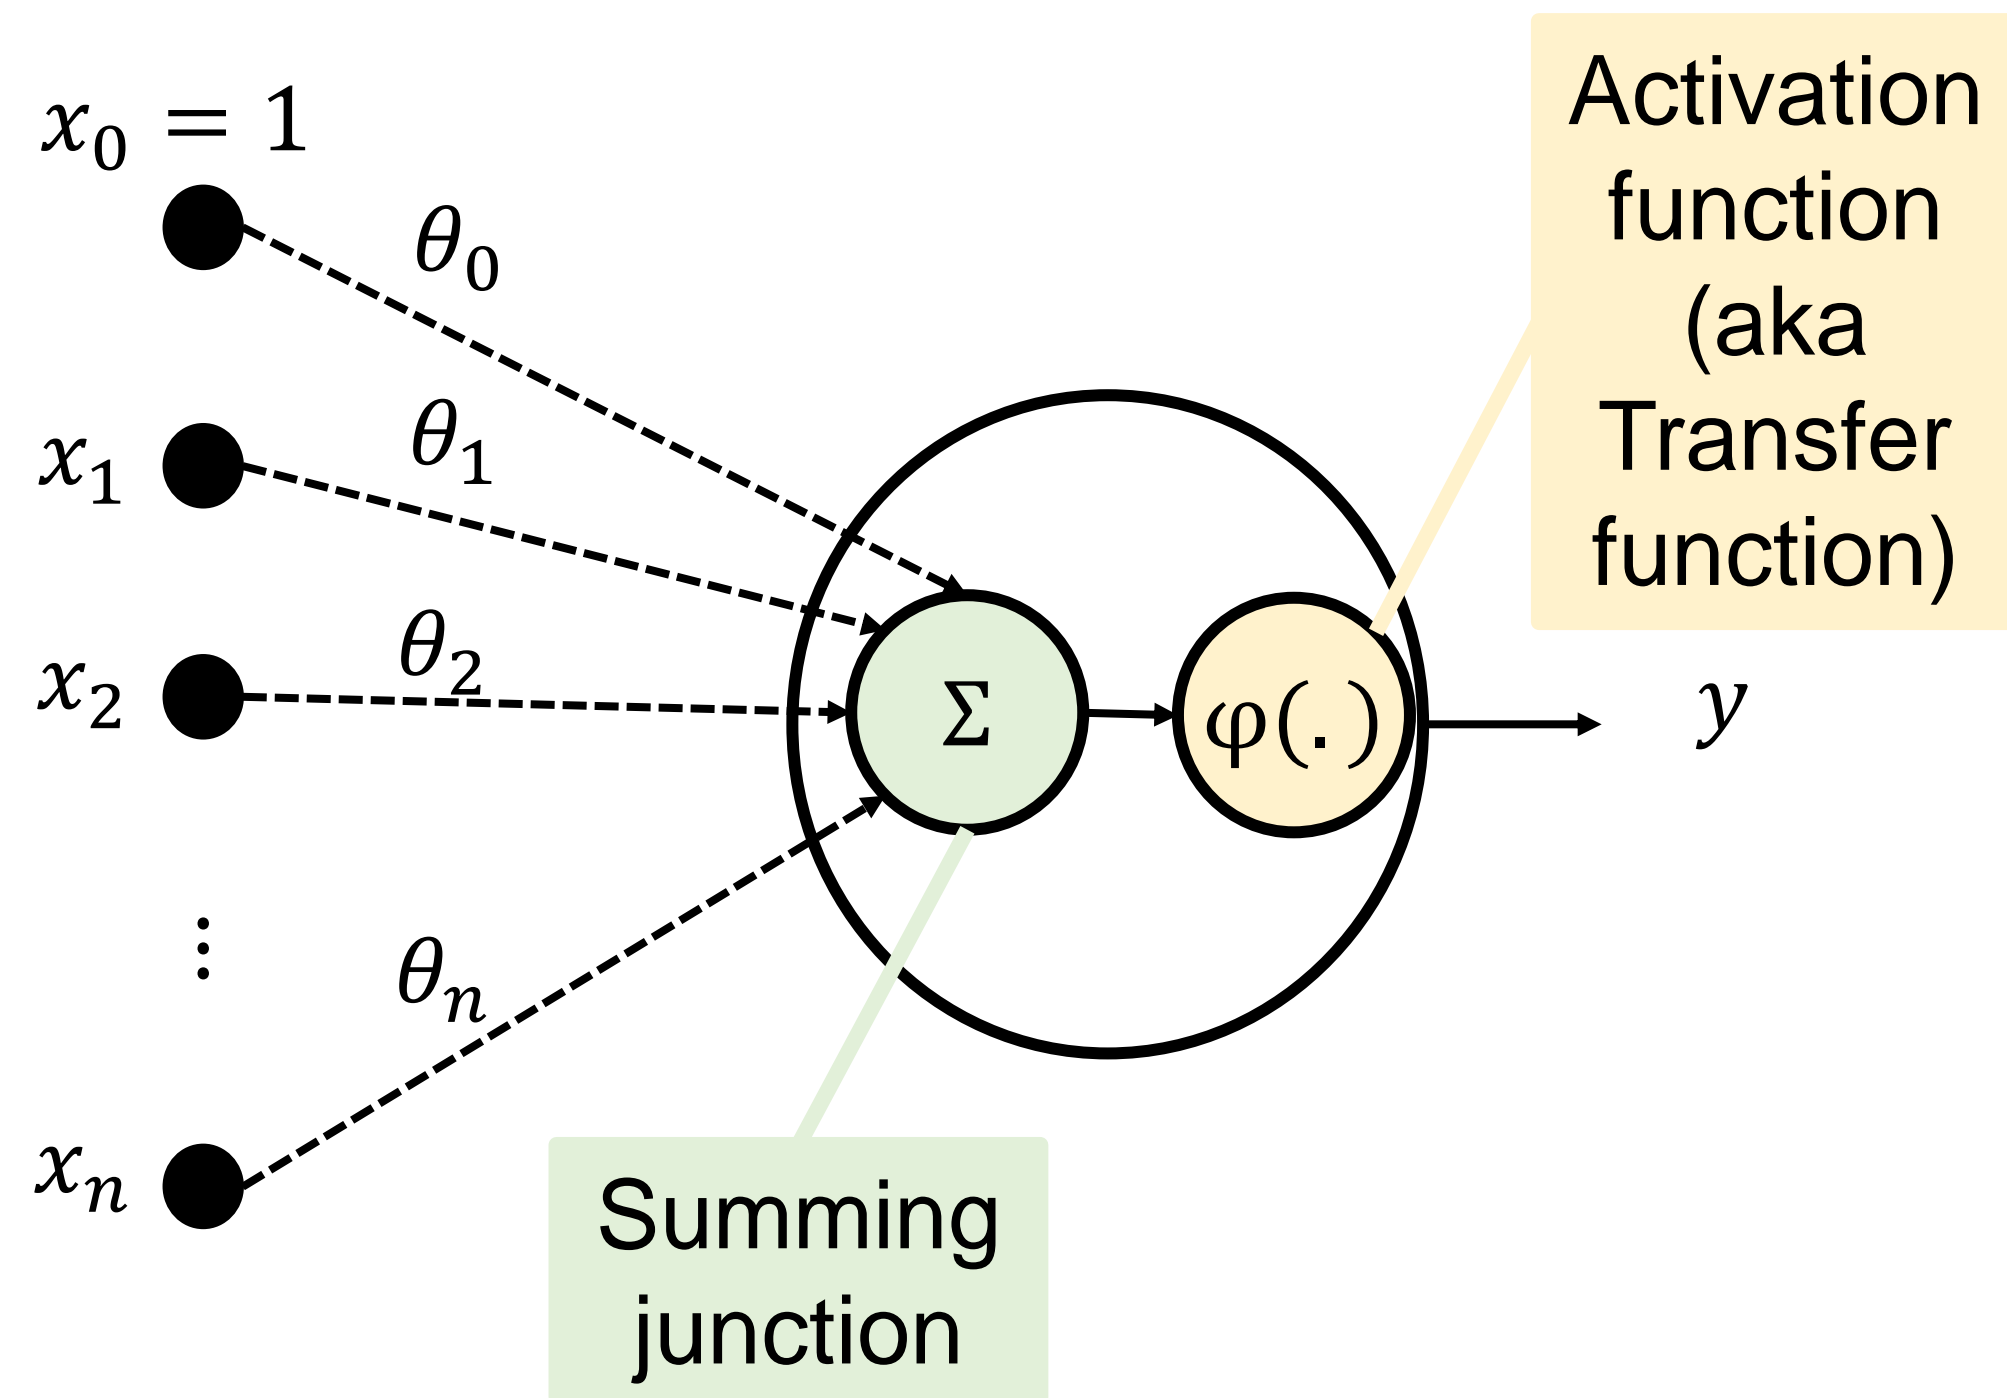 x₀ = 1
θ₀
x₁
θ₁
x₂
θ₂
⋮
xₙ
θₙ
Σ
φ(.)
y
Activation
function
(aka
Transfer
function)
Summing
junction